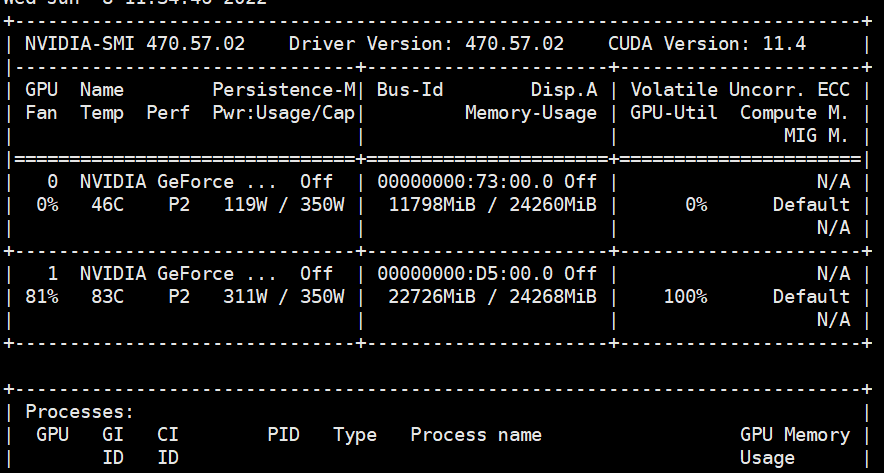 Wed Jun  8 11:34:46 2022
+-----------------------------------------------------------------------------+
| NVIDIA-SMI 470.57.02    Driver Version: 470.57.02    CUDA Version: 11.4     |
|-------------------------------+----------------------+----------------------+
| GPU  Name        Persistence-M| Bus-Id        Disp.A | Volatile Uncorr. ECC |
| Fan  Temp  Perf  Pwr:Usage/Cap|         Memory-Usage | GPU-Util  Compute M. |
|                               |                      |               MIG M. |
|===============================+======================+======================|
|   0  NVIDIA GeForce ...  Off  | 00000000:73:00.0 Off |                  N/A |
|  0%   46C    P2   119W / 350W |  11798MiB / 24260MiB |      0%      Default |
|                               |                      |                  N/A |
+-------------------------------+----------------------+----------------------+
|   1  NVIDIA GeForce ...  Off  | 00000000:D5:00.0 Off |                  N/A |
| 81%   83C    P2   311W / 350W |  22726MiB / 24268MiB |    100%      Default |
|                               |                      |                  N/A |
+-------------------------------+----------------------+----------------------+
+-----------------------------------------------------------------------------+
| Processes:                                                                  |
|  GPU   GI   CI        PID   Type   Process name                  GPU Memory |
|        ID   ID                                                   Usage      |